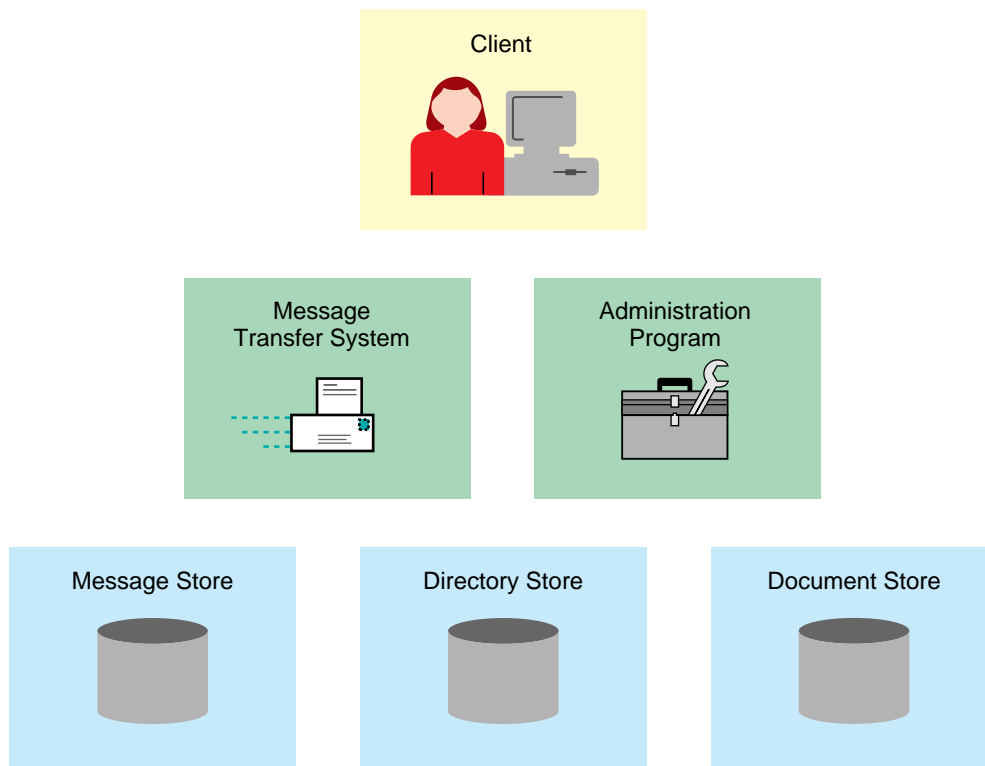 Client
Message
Transfer System
Administration
Program
Message Store
Directory Store
Document Store